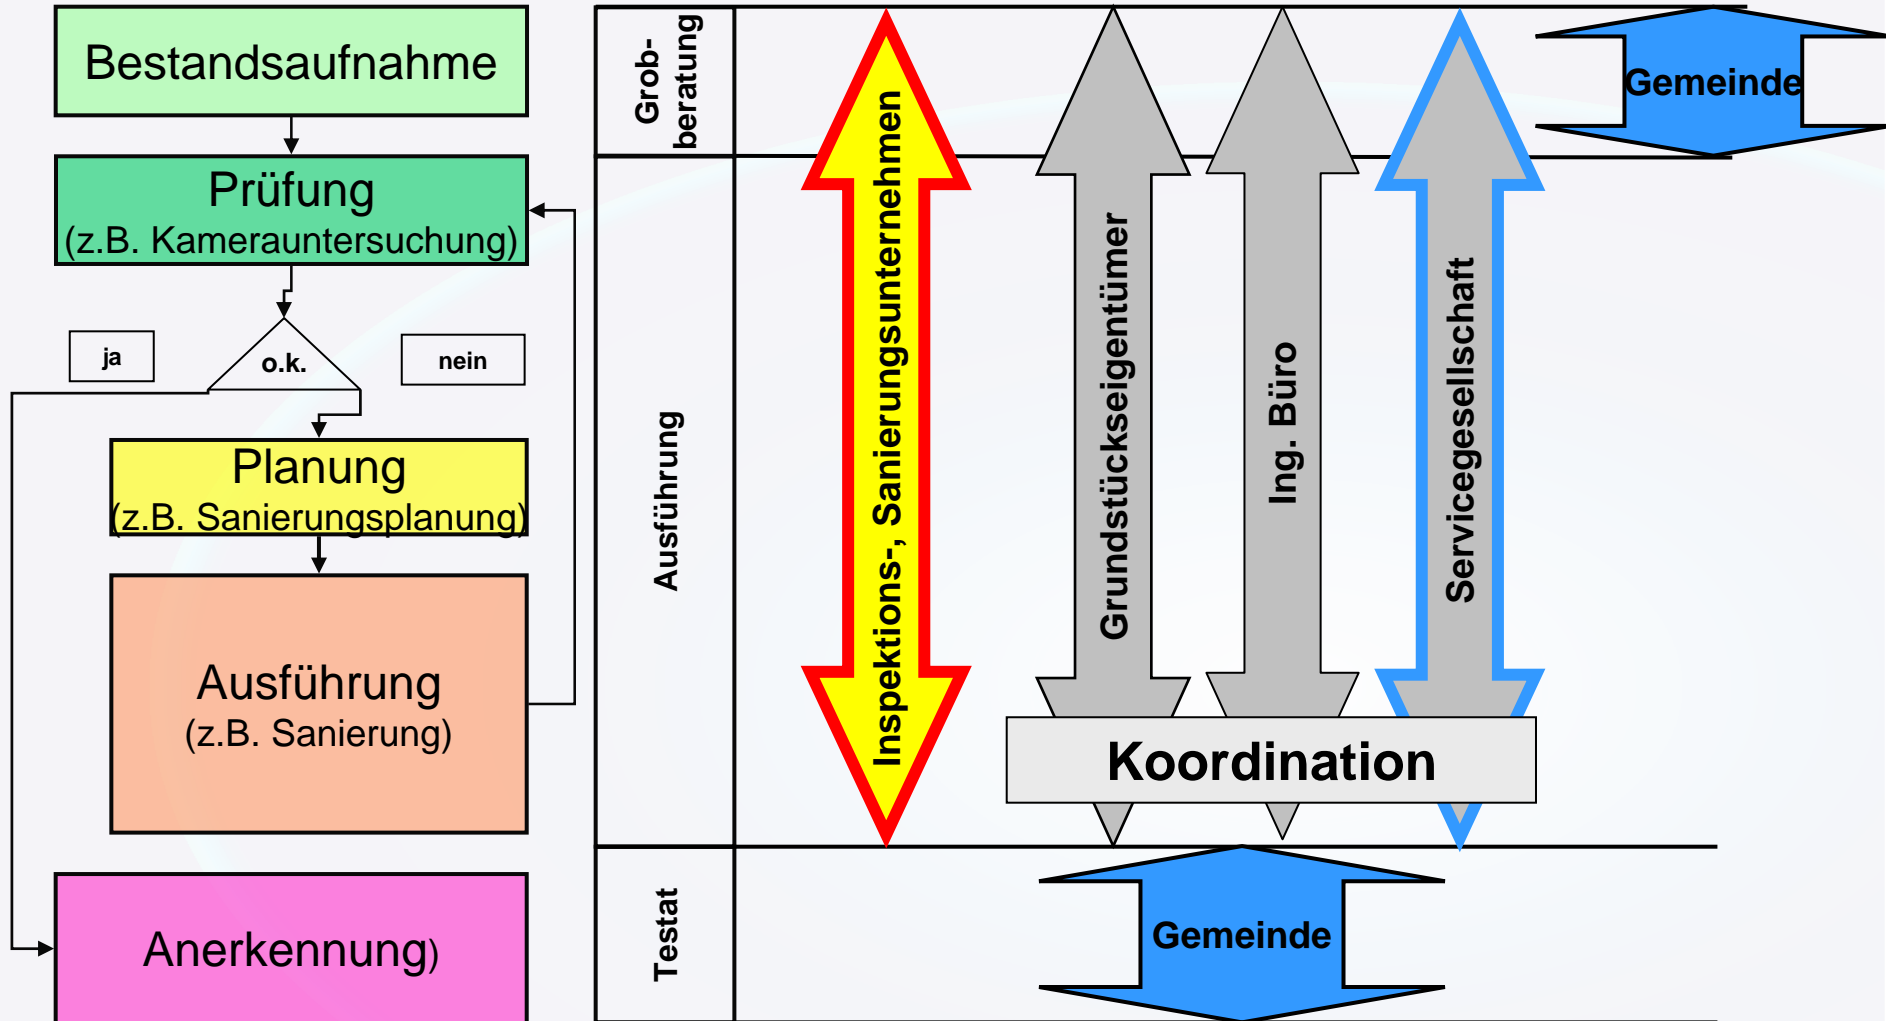 Bestandsaufnahme
Prüfung
(z.B. Kamerauntersuchung)
ja
o.k.
nein
Planung
(z.B. Sanierungsplanung)
Ausführung
(z.B. Sanierung)
Anerkennung)
Grob-
beratung
Ausführung
Testat
Inspektions-, Sanierungsunternehmen
Grundstückseigentümer
Ing. Büro
Servicegesellschaft
Gemeinde
Koordination
Gemeinde